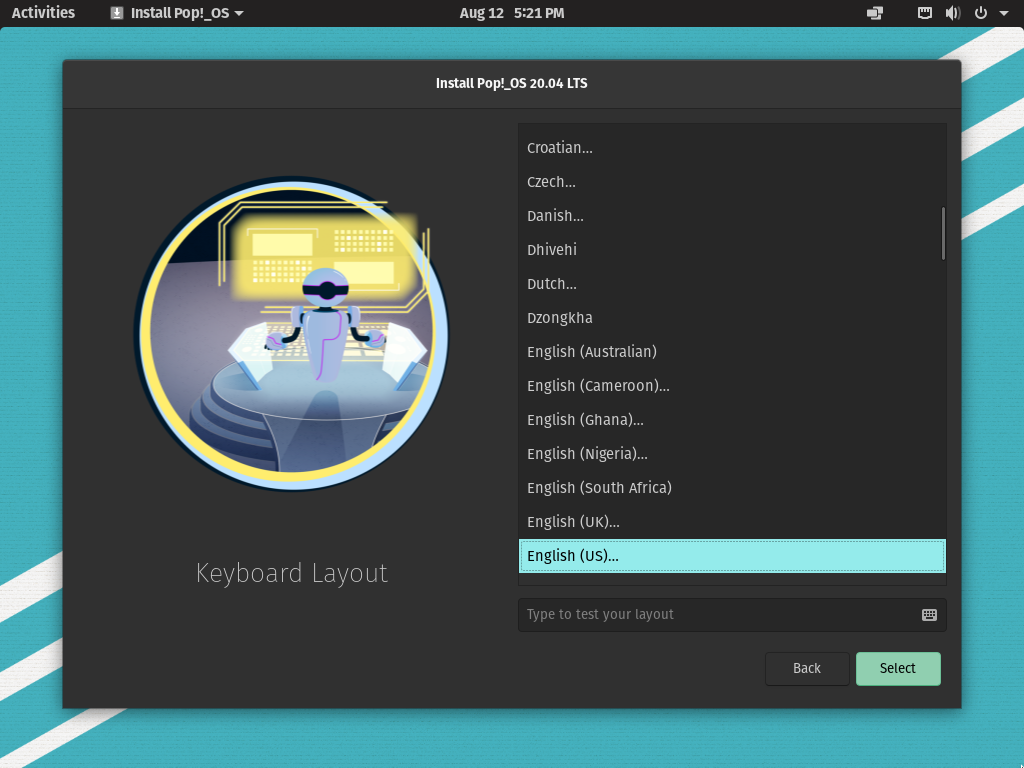 Activities
Install Pop!_OS
Aug 12 5:21 PM
Install Pop!_OS 20.04 LTS
Croatian...
Czech...
Danish...
Dhivehi
Dutch...
Dzongkha
English (Australian)
English (Cameroon)...
English (Ghana)...
English (Nigeria)...
English (South Africa)
English (UK)...
English (US)...
Keyboard Layout
Type to test your layout
Back
Select